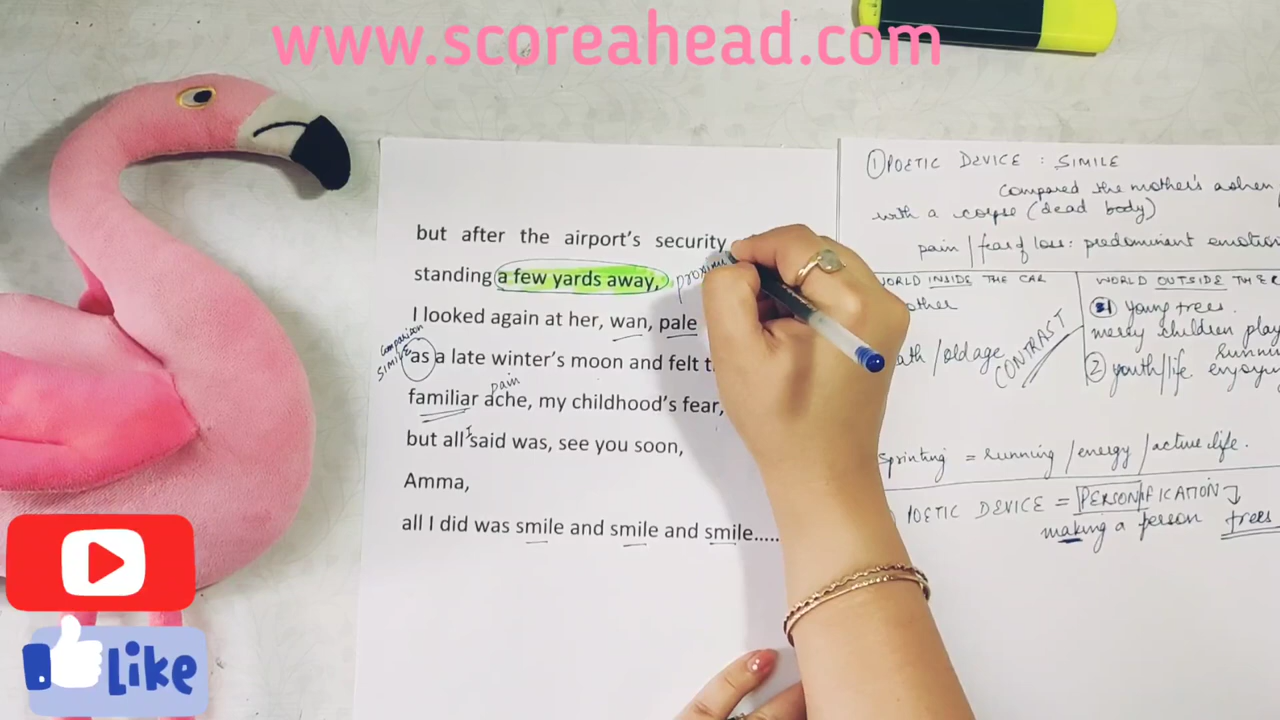 www.scoreahead.com
but after the airport's security
standing a few yards away,
I looked again at her, wan, pale
comparison
simile
as a late winter's moon and felt
pain
familiar ache, my childhood's fear,
I
but all said was, see you soon,
Amma,
all I did was smile and smile and smile.....
① POETIC DEVICE : SIMILE
Compared the mother's ashen
with a corpse (dead body)
pain / fear of loss : predominant emotion
WORLD INSIDE THE CAR
/ oldage
CONTRAST
WORLD OUTSIDE
young trees
merry children
running
② youth/life enjoying
sprinting = running / energy / active life.
POETIC DEVICE = PERSONIFICATION
making a person trees
Like